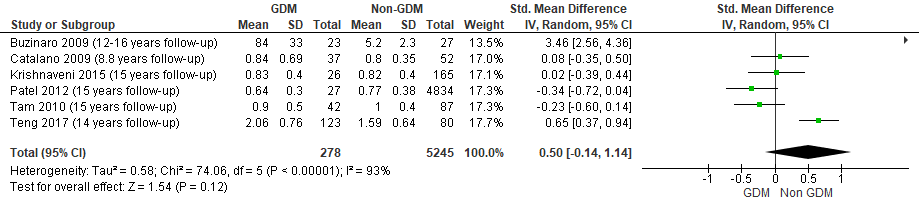 GDM Non-GDM Std. Mean Difference Std. Mean Difference
Study or Subgroup Mean SD Total Mean SD Total Weight IV, Random, 95% CI IV, Random, 95% CI
Buzinaro 2009 (12-16 years follow-up) 84 33 23 5.2 2.3 27 13.5% 3.46 [2.56, 4.36]
Catalano 2009 (8.8 years follow-up) 0.84 0.69 37 0.8 0.35 52 17.0% 0.08 [-0.35, 0.50]
Krishnaveni 2015 (15 years follow-up) 0.83 0.4 26 0.82 0.4 165 17.1% 0.02 [-0.39, 0.44]
Patel 2012 (15 years follow-up) 0.64 0.3 27 0.77 0.38 4834 17.3% -0.34 [-0.72, 0.04]
Tam 2010 (15 years follow-up) 0.9 0.5 42 1 0.4 87 17.3% -0.23 [-0.60, 0.14]
Teng 2017 (14 years follow-up) 2.06 0.76 123 1.59 0.64 80 17.7% 0.65 [0.37, 0.94]
Total (95% CI) 278 5245 100.0% 0.50 [-0.14, 1.14]
Heterogeneity: Tau² = 0.58; Chi² = 74.06, df = 5 (P < 0.00001); I² = 93%
Test for overall effect: Z = 1.54 (P = 0.12)
-1 -0.5 0 0.5 1
GDM Non GDM